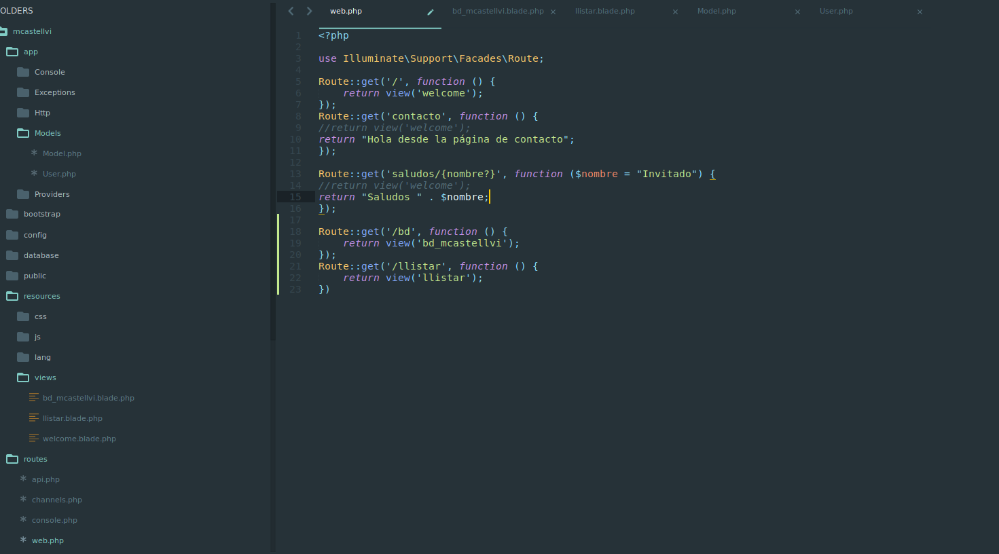 OLDERS
mcastellvi
app
Console
Exceptions
Http
Models
Model.php
User.php
Providers
bootstrap
config
database
public
resources
css
js
lang
views
bd_mcastellvi.blade.php
llistar.blade.php
welcome.blade.php
routes
api.php
channels.php
console.php
web.php
web.php bd_mcastellvi.blade.php × llistar.blade.php × Model.php × User.php ×
1 <?php
2
3 use Illuminate\Support\Facades\Route;
4
5 Route::get('/', function () {
6     return view('welcome');
7 });
8 Route::get('contacto', function () {
9 //return view('welcome');
10 return "Hola desde la página de contacto";
11 });
12
13 Route::get('saludos/{nombre?}', function ($nombre = "Invitado") {
14 //return view('welcome');
15 return "Saludos " . $nombre;
16 });
17
18 Route::get('/bd', function () {
19     return view('bd_mcastellvi');
20 });
21 Route::get('/llistar', function () {
22     return view('llistar');
23 })